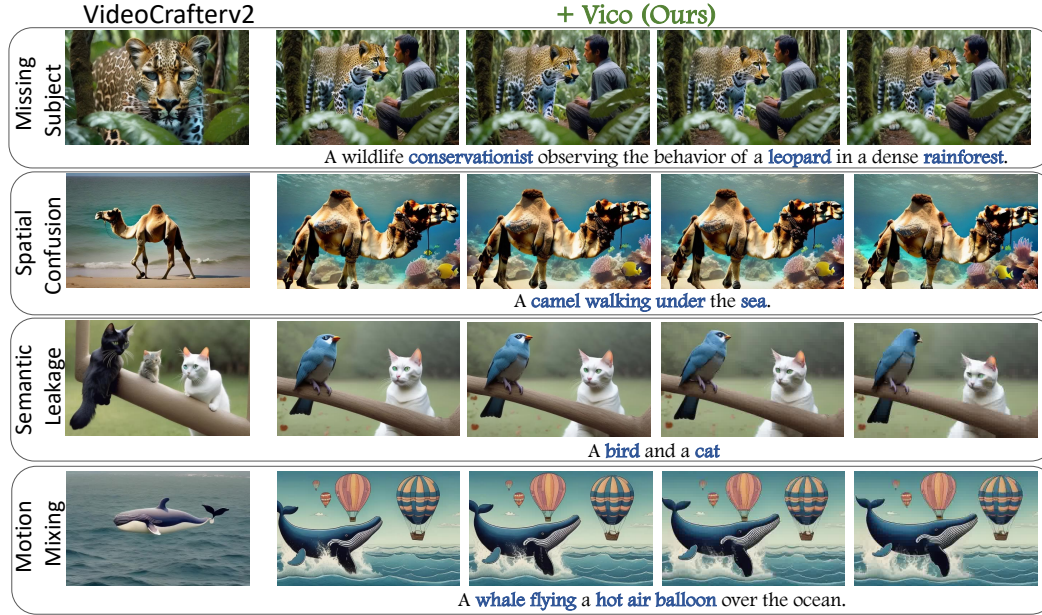 VideoCrafterv2
+ Vico (Ours)
Missing
Subject
A wildlife conservationist observing the behavior of a leopard in a dense rainforest.
Spatial
Confusion
A camel walking under the sea.
Semantic
Leakage
A bird and a cat
Motion
Mixing
A whale flying a hot air balloon over the ocean.